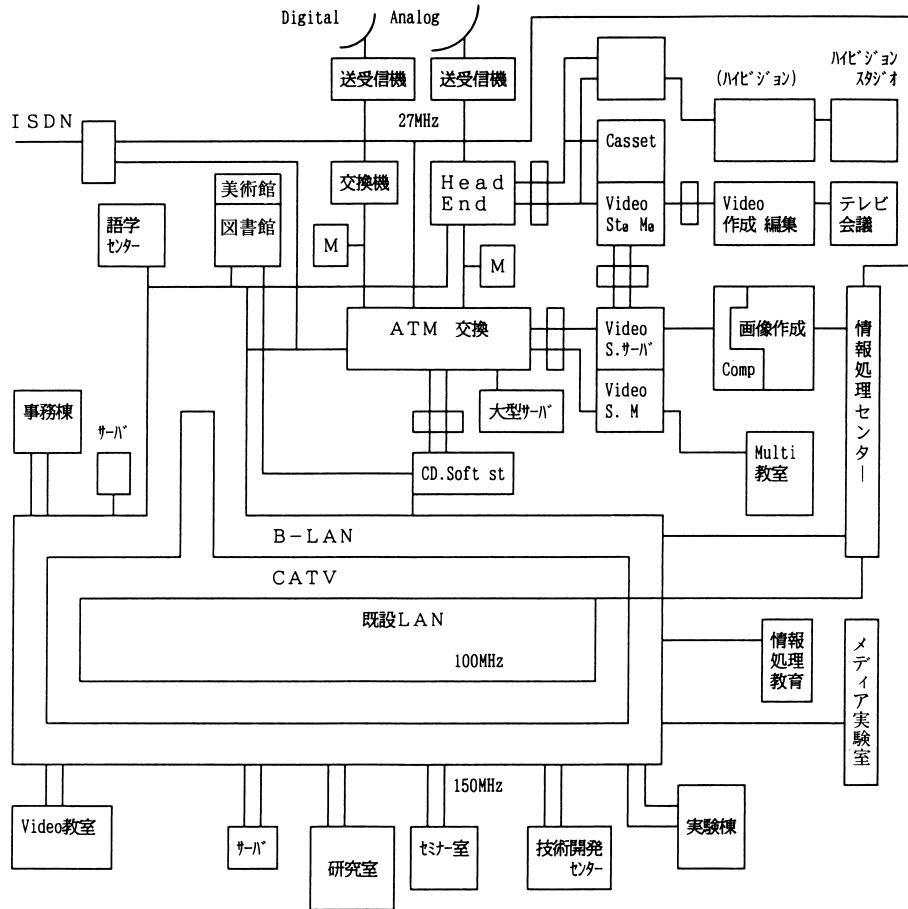 Digital
Analog
送受信機
送受信機
(ハイビジョン)
ハイビジョン
スタジオ
ISDN
27MHz
Casset
美術館
図書館
交換機
Head
End
Video
Stø Mø
Video
作成 編集
テレビ
会議
語学
センター
M
M
ATM 交換
Video
S.サーバ
画像作成
Comp
情報処理センター
事務棟
サーバ
大型サーバ
Video
S. M
Multi
教室
CD.Soft st
B-LAN
CATV
既設LAN
100MHz
情報
処理
教育
メディア実験室
150MHz
Video教室
サーバ
研究室
セミナー室
技術開発
センター
実験棟